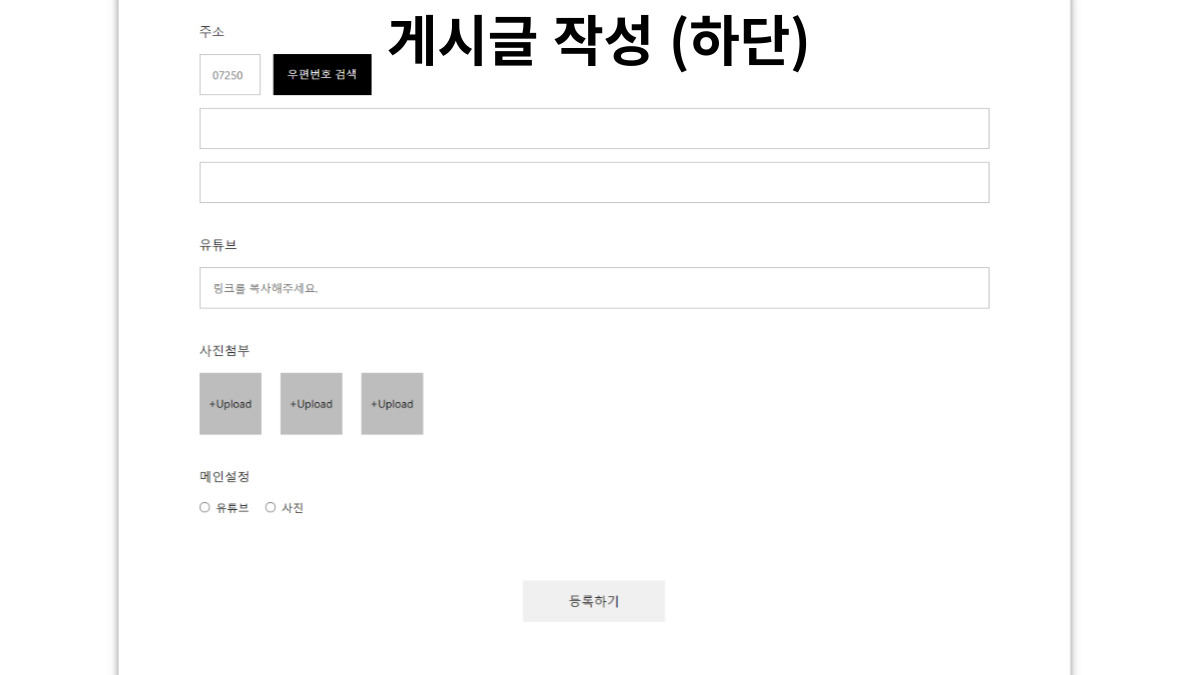 게시글 작성 (하단)
주소
07250 우편번호 검색
유튜브
링크를 복사해주세요.
사진첨부
+Upload +Upload +Upload
메인설정
유튜브 사진
등록하기